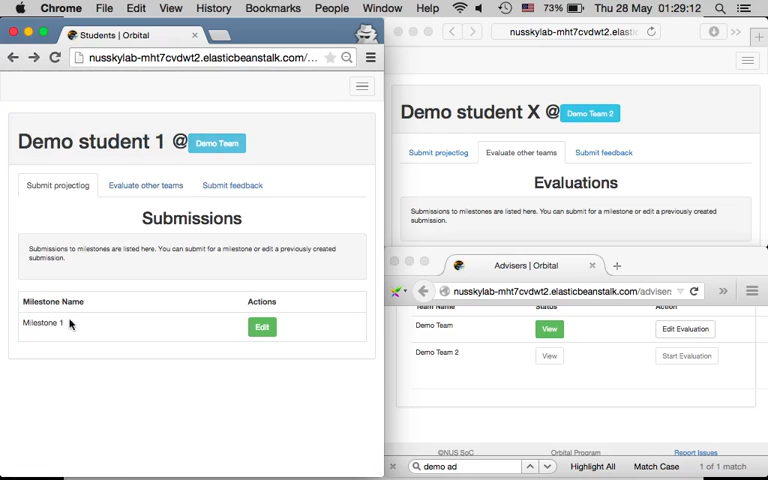 Chrome File Edit View History Bookmarks People Window Help 73% Thu 28 May 01:29:12
Students | Orbital
nusskylab-mht7cvdwt2.elasticbeanstalk.com/...
Demo student 1 @ Demo Team
Submit projectlog Evaluate other teams Submit feedback
Submissions
Submissions to milestones are listed here. You can submit for a milestone or edit a previously created
submission.
Milestone Name Actions
Milestone 1 Edit
nusskylab-mht7cvdwt2.elasticbeanstalk
Demo student X @ Demo Team 2
Submit projectlog Evaluate other teams Submit feedback
Evaluations
Submissions to milestones are listed here. You can submit for a milestone or edit a previously created
submission.
Advisers | Orbital
nusskylab-mht7cvdwt2.elasticbeanstalk.com/advisers
Team Name Status Action
Demo Team View Edit Evaluation
Demo Team 2 View Start Evaluation
©NUS SoC Orbital Program Report Issues
demo ad Highlight All Match Case 1 of 1 match